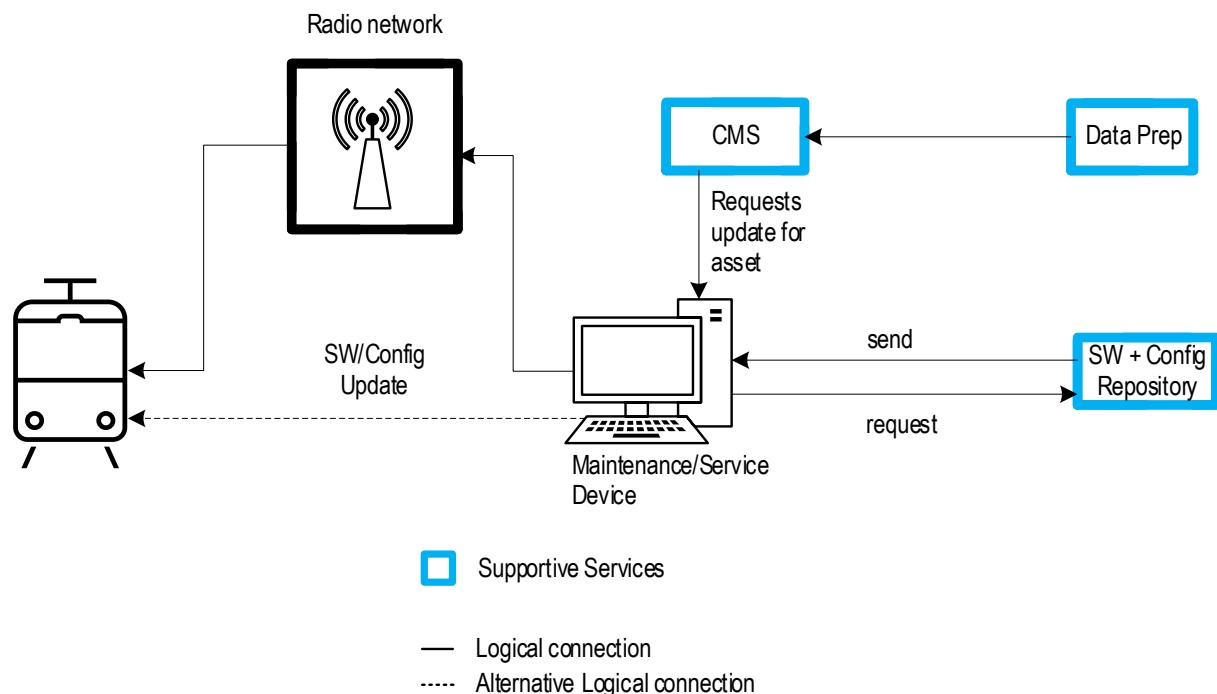 Radio network
CMS
Data Prep
Requests
update for
asset
SW/Config
Update
send
SW + Config
Repository
request
Maintenance/Service
Device
Supportive Services
Logical connection
Alternative Logical connection